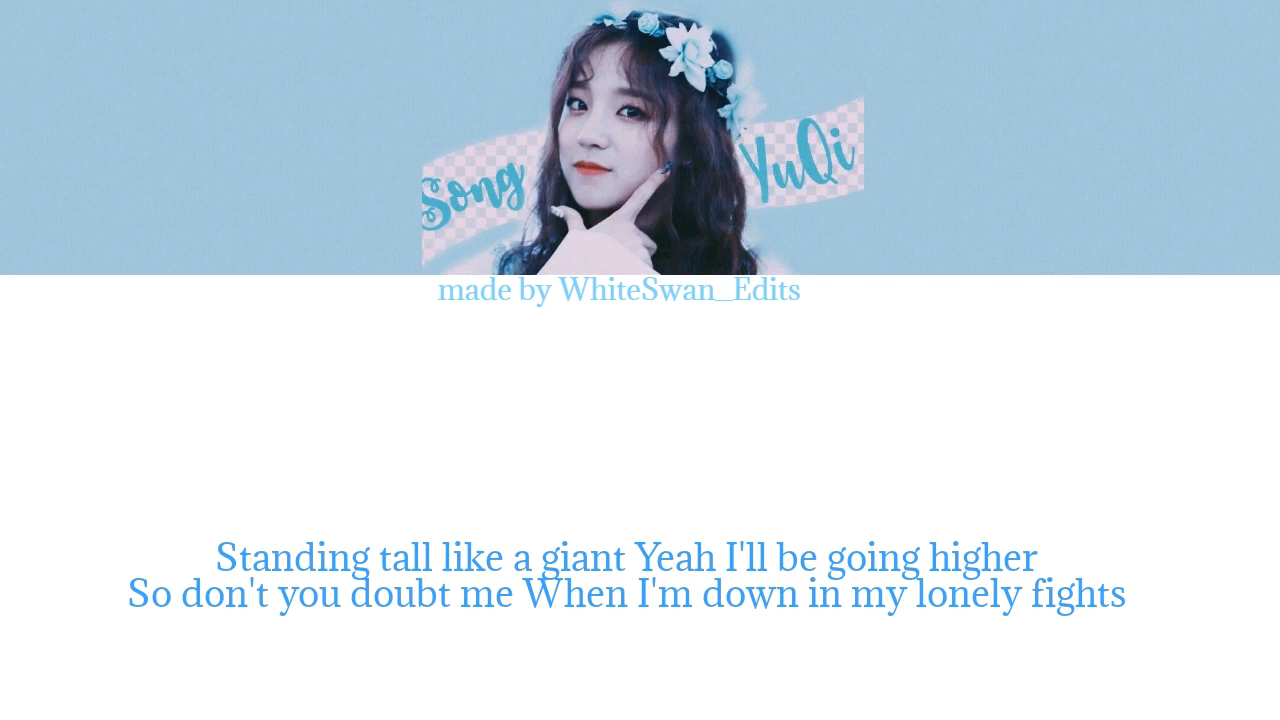 Song YuQi
made by WhiteSwan_Edits
Standing tall like a giant Yeah I'll be going higher
So don't you doubt me When I'm down in my lonely fights